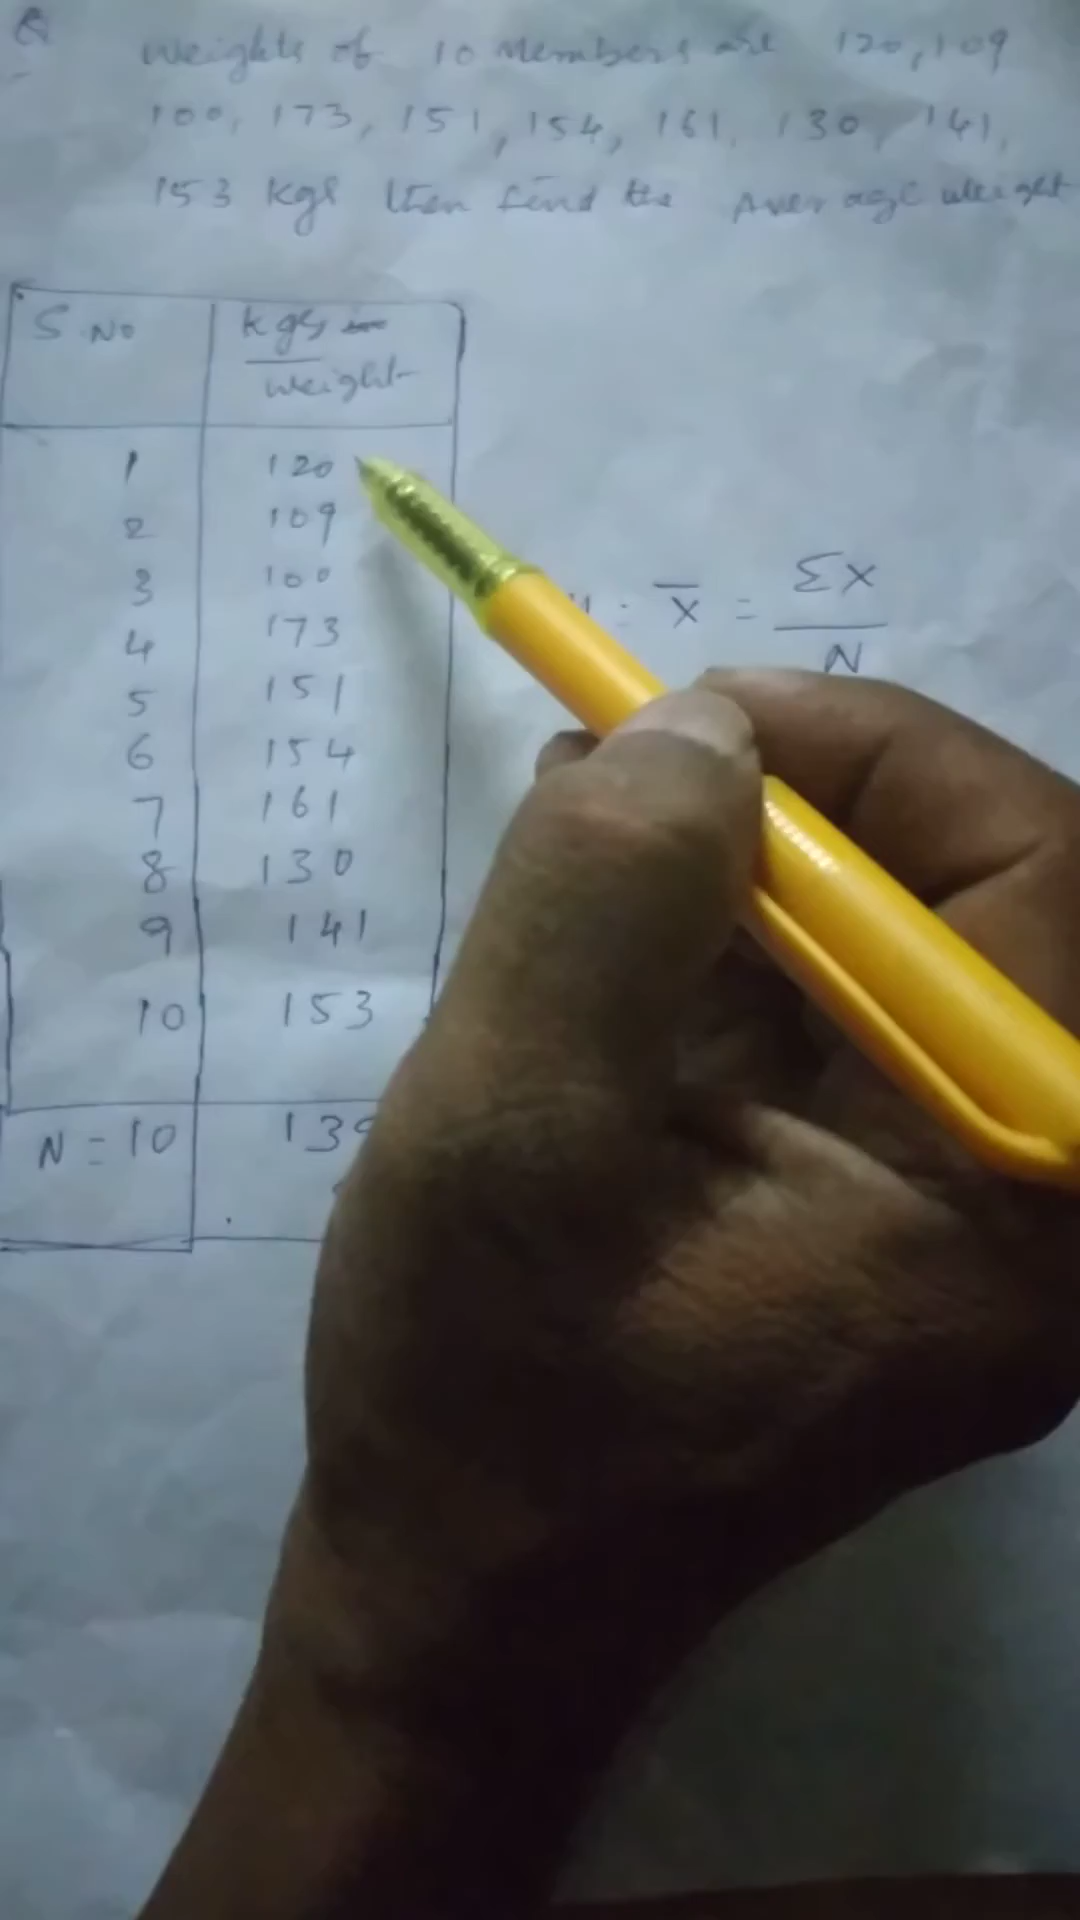 Q
Weights of 10 Members are 120, 109
100, 173, 151, 154, 161, 130, 141,
153 kgs then find the Average weight
S No kgs
weight
1 120
2 109
3 100
4 173
5 151
6 154
7 161
8 130
9 141
10 153
N = 10 139
: X̄ = ΣX
N